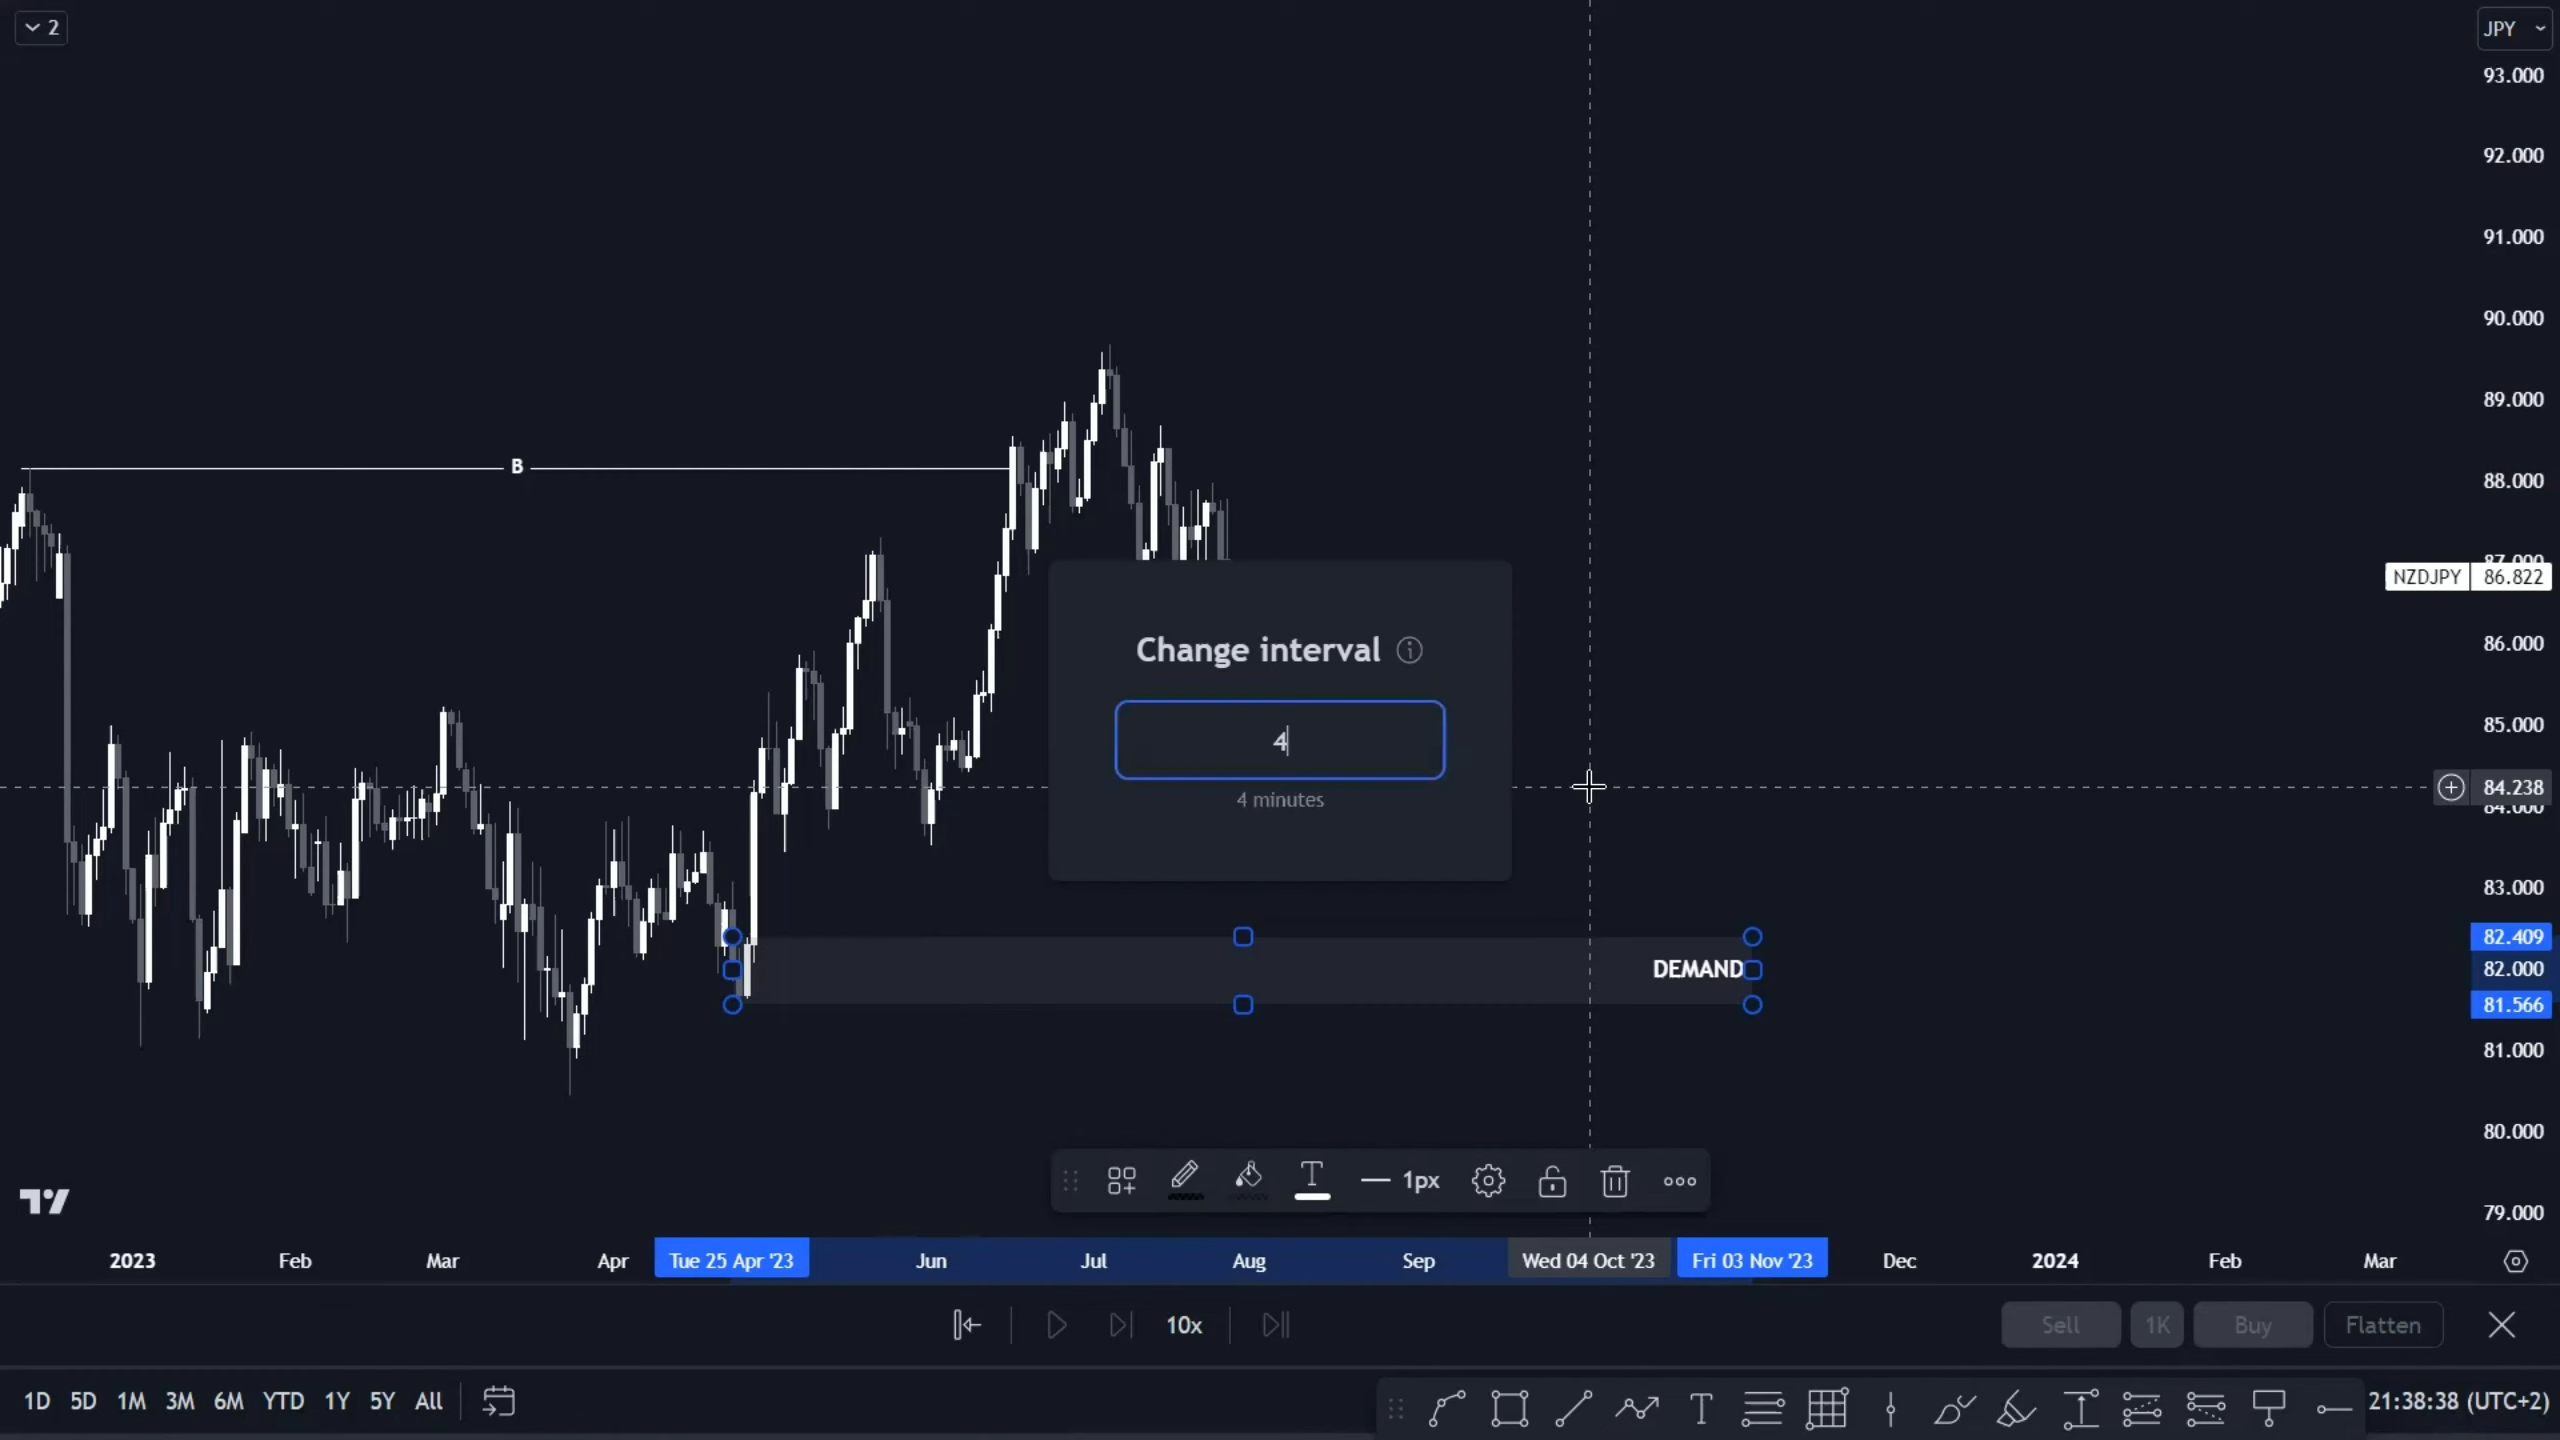 2
JPY
93.000
92.000
91.000
90.000
89.000
B
88.000
87.000
NZDJPY 86.822
Change interval
86.000
4
85.000
84.238
4 minutes
84.000
83.000
82.409
DEMAND
82.000
81.566
81.000
80.000
1px
79.000
2023 Feb Mar Apr Tue 25 Apr '23 Jun Jul Aug Sep Wed 04 Oct '23 Fri 03 Nov '23 Dec 2024 Feb Mar
10x
Sell 1K Buy Flatten
1D 5D 1M 3M 6M YTD 1Y 5Y All
21:38:38 (UTC+2)